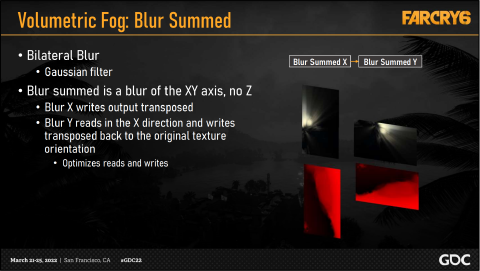 Volumetric Fog: Blur Summed
FARCRY6
• Bilateral Blur
• Gaussian filter
• Blur summed is a blur of the XY axis, no Z
• Blur X writes output transposed
• Blur Y reads in the X direction and writes
transposed back to the original texture
orientation
• Optimizes reads and writes
Blur Summed X
Blur Summed Y
March 21-25, 2022 | San Francisco, CA #GDC22
GDC